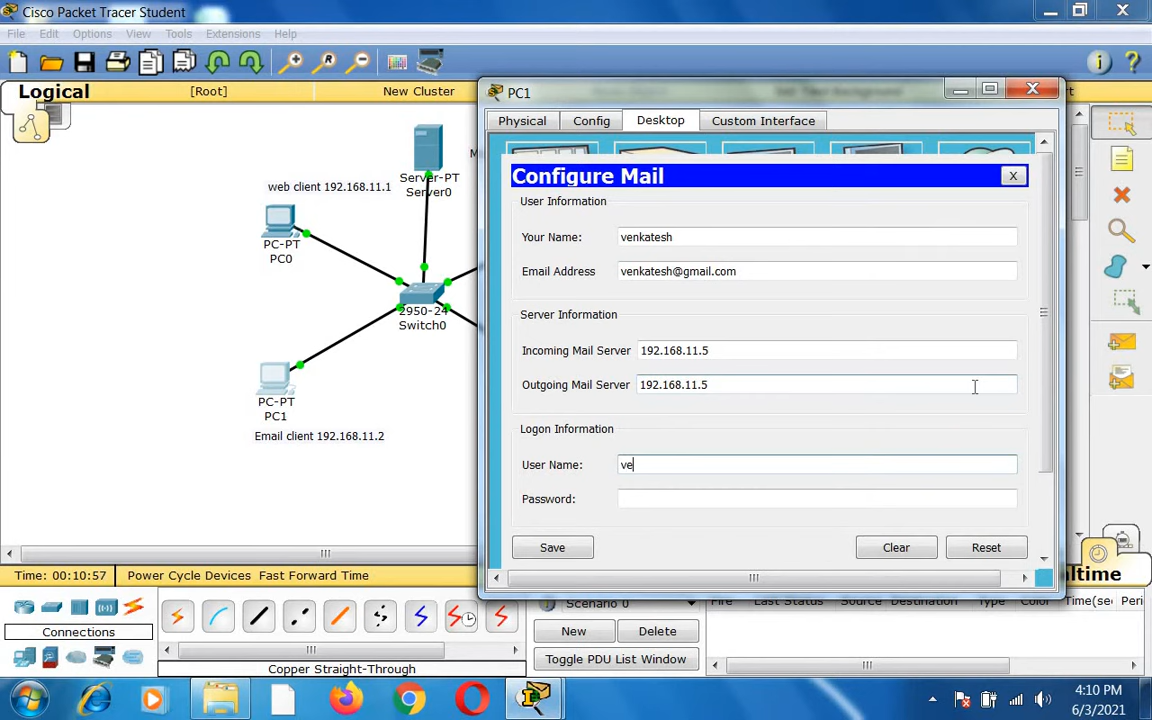 Cisco Packet Tracer Student
File Edit Options View Tools Extensions Help
Logical
[Root]
New Cluster
PC1
Physical
Config
Desktop
Custom Interface
Configure Mail
X
User Information
Your Name: venkatesh
Email Address venkatesh@gmail.com
Server Information
Incoming Mail Server 192.168.11.5
Outgoing Mail Server 192.168.11.5
Logon Information
User Name: ve
Password:
Save
Clear
Reset
web client 192.168.11.1
Server-PT
Server0
PC-PT
PC0
2950-24
Switch0
PC-PT
PC1
Email client 192.168.11.2
Time: 00:10:57
Power Cycle Devices Fast Forward Time
Connections
Copper Straight-Through
Scenario 0
New
Delete
Toggle PDU List Window
Fire Last Status Source Destination Type Color Time(sec
4:10 PM
6/3/2021